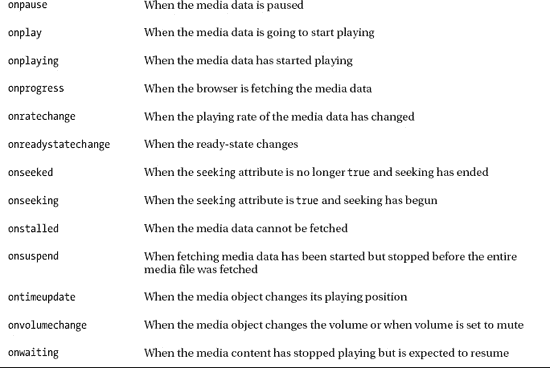 onpause When the media data is paused
onplay When the media data is going to start playing
onplaying When the media data has started playing
onprogress When the browser is fetching the media data
onratechange When the playing rate of the media data has changed
onreadystatechange When the ready-state changes
onseeked When the seeking attribute is no longer true and seeking has ended
onseeking When the seeking attribute is true and seeking has begun
onstalled When the media data cannot be fetched
onsuspend When fetching media data has been started but stopped before the entire
media file was fetched
ontimeupdate When the media object changes its playing position
onvolumechange When the media object changes the volume or when volume is set to mute
onwaiting When the media content has stopped playing but is expected to resume